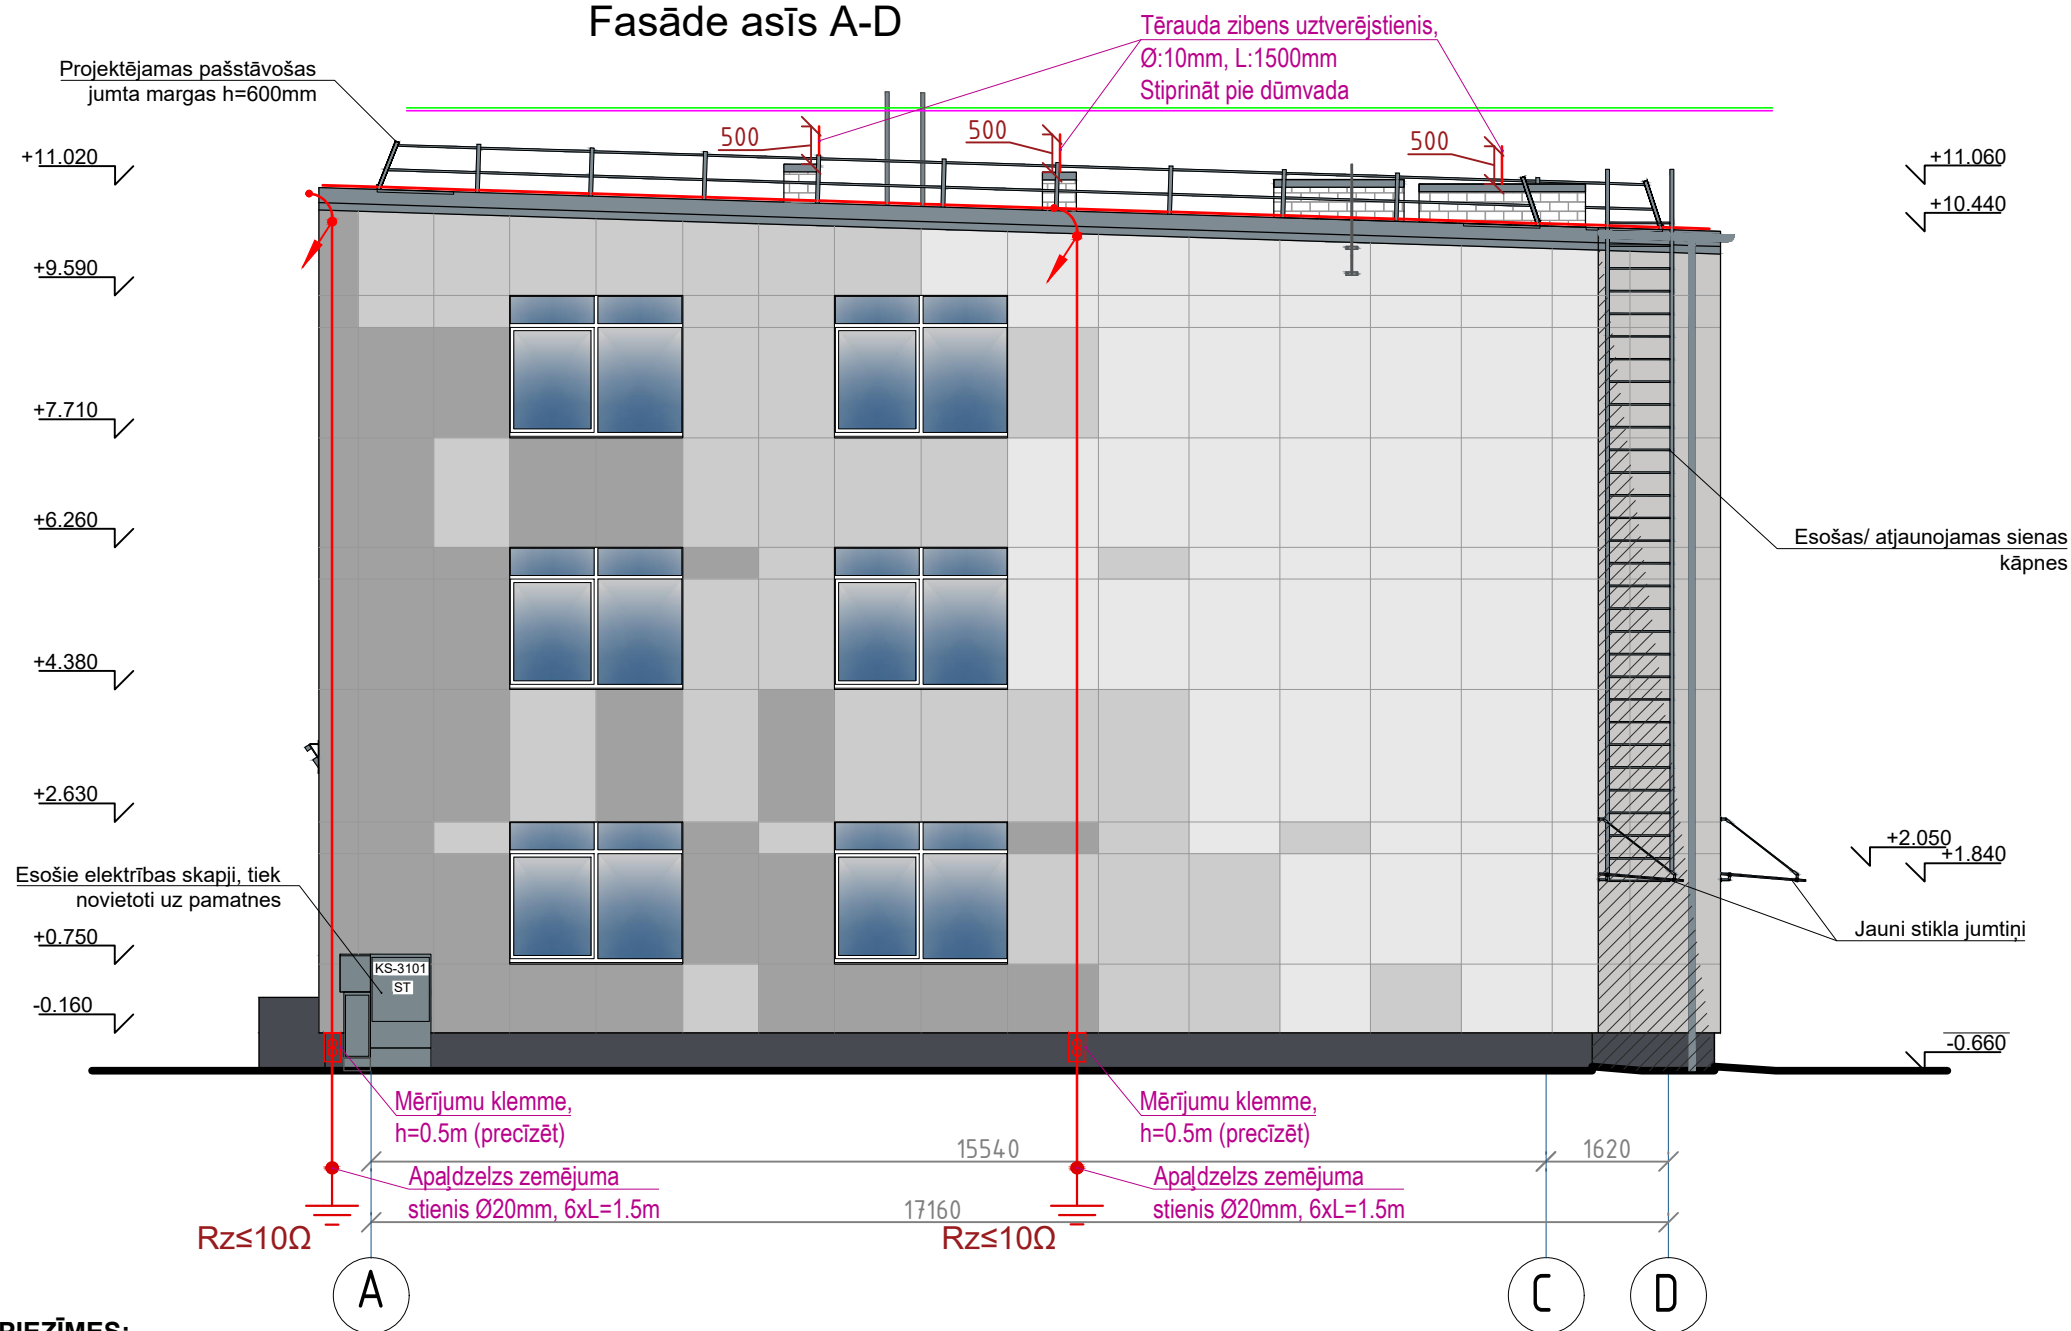 Fasāde asīs A-D
Tērauda zibens uztverējstienis,
Ø:10mm, L:1500mm
Stiprināt pie dūmvada
Projektējamas pašstāvošas
jumta margas h=600mm
500
500
500
+11.020
+9.590
+7.710
+6.260
+4.380
+2.630
+0.750
-0.160
+11.060
+10.440
Esošas/ atjaunojamas sienas
kāpnes
+2.050
+1.840
Jauni stikla jumtiņi
-0.660
Esošie elektrības skapji, tiek
novietoti uz pamatnes
KS-3101
ST
Mērījumu klemme,
h=0.5m (precīzēt)
Mērījumu klemme,
h=0.5m (precīzēt)
15540
1620
Apaļdzelzs zemējuma
stienis Ø20mm, 6xL=1.5m
Apaļdzelzs zemējuma
stienis Ø20mm, 6xL=1.5m
17160
Rz≤10Ω
Rz≤10Ω
A
C
D
PIEZĪMES: